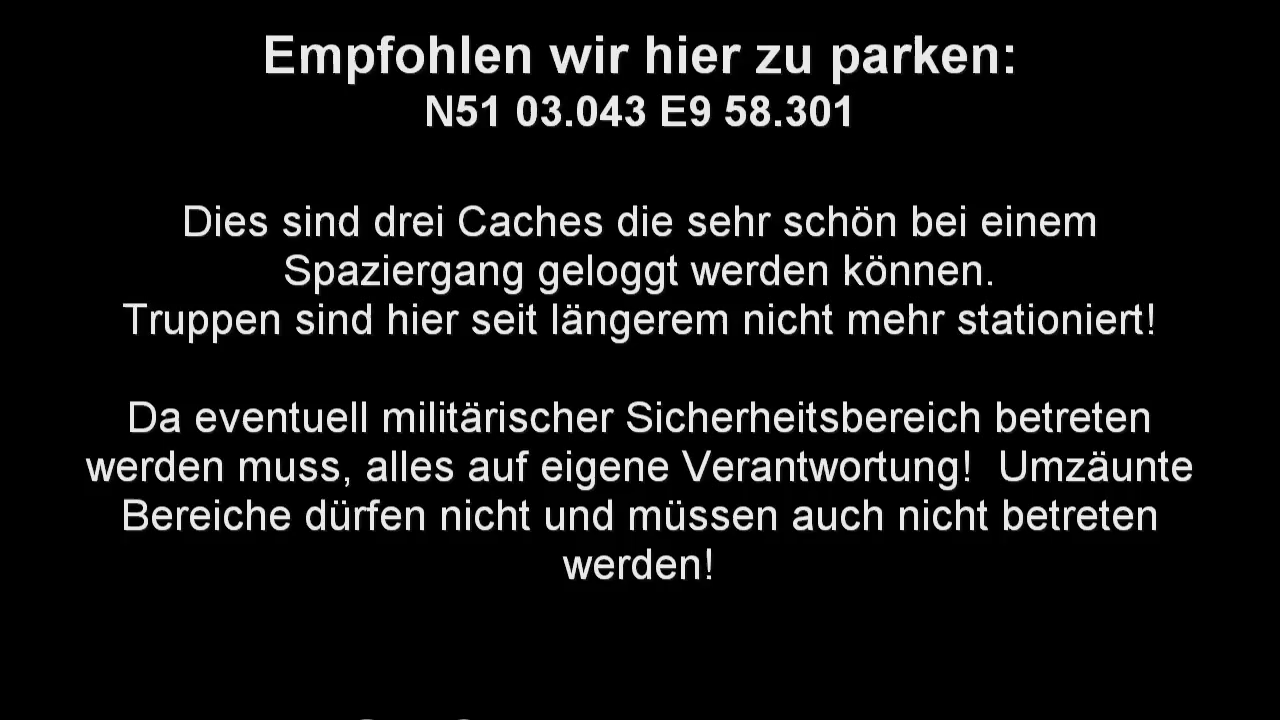 Empfohlen wir hier zu parken:
N51 03.043 E9 58.301
Dies sind drei Caches die sehr schön bei einem
Spaziergang geloggt werden können.
Truppen sind hier seit längerem nicht mehr stationiert!
Da eventuell militärischer Sicherheitsbereich betreten
werden muss, alles auf eigene Verantwortung!  Umzäunte
Bereiche dürfen nicht und müssen auch nicht betreten
werden!